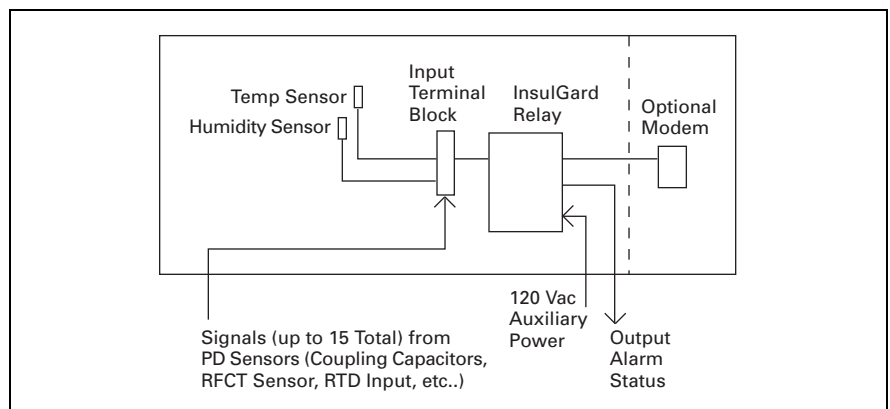 Input
Terminal
Block
InsulGard
Relay
Optional
Modem
Temp Sensor
Humidity Sensor
120 Vac
Auxiliary
Power
Output
Alarm
Status
Signals (up to 15 Total) from
PD Sensors (Coupling Capacitors,
RFCT Sensor, RTD Input, etc..)